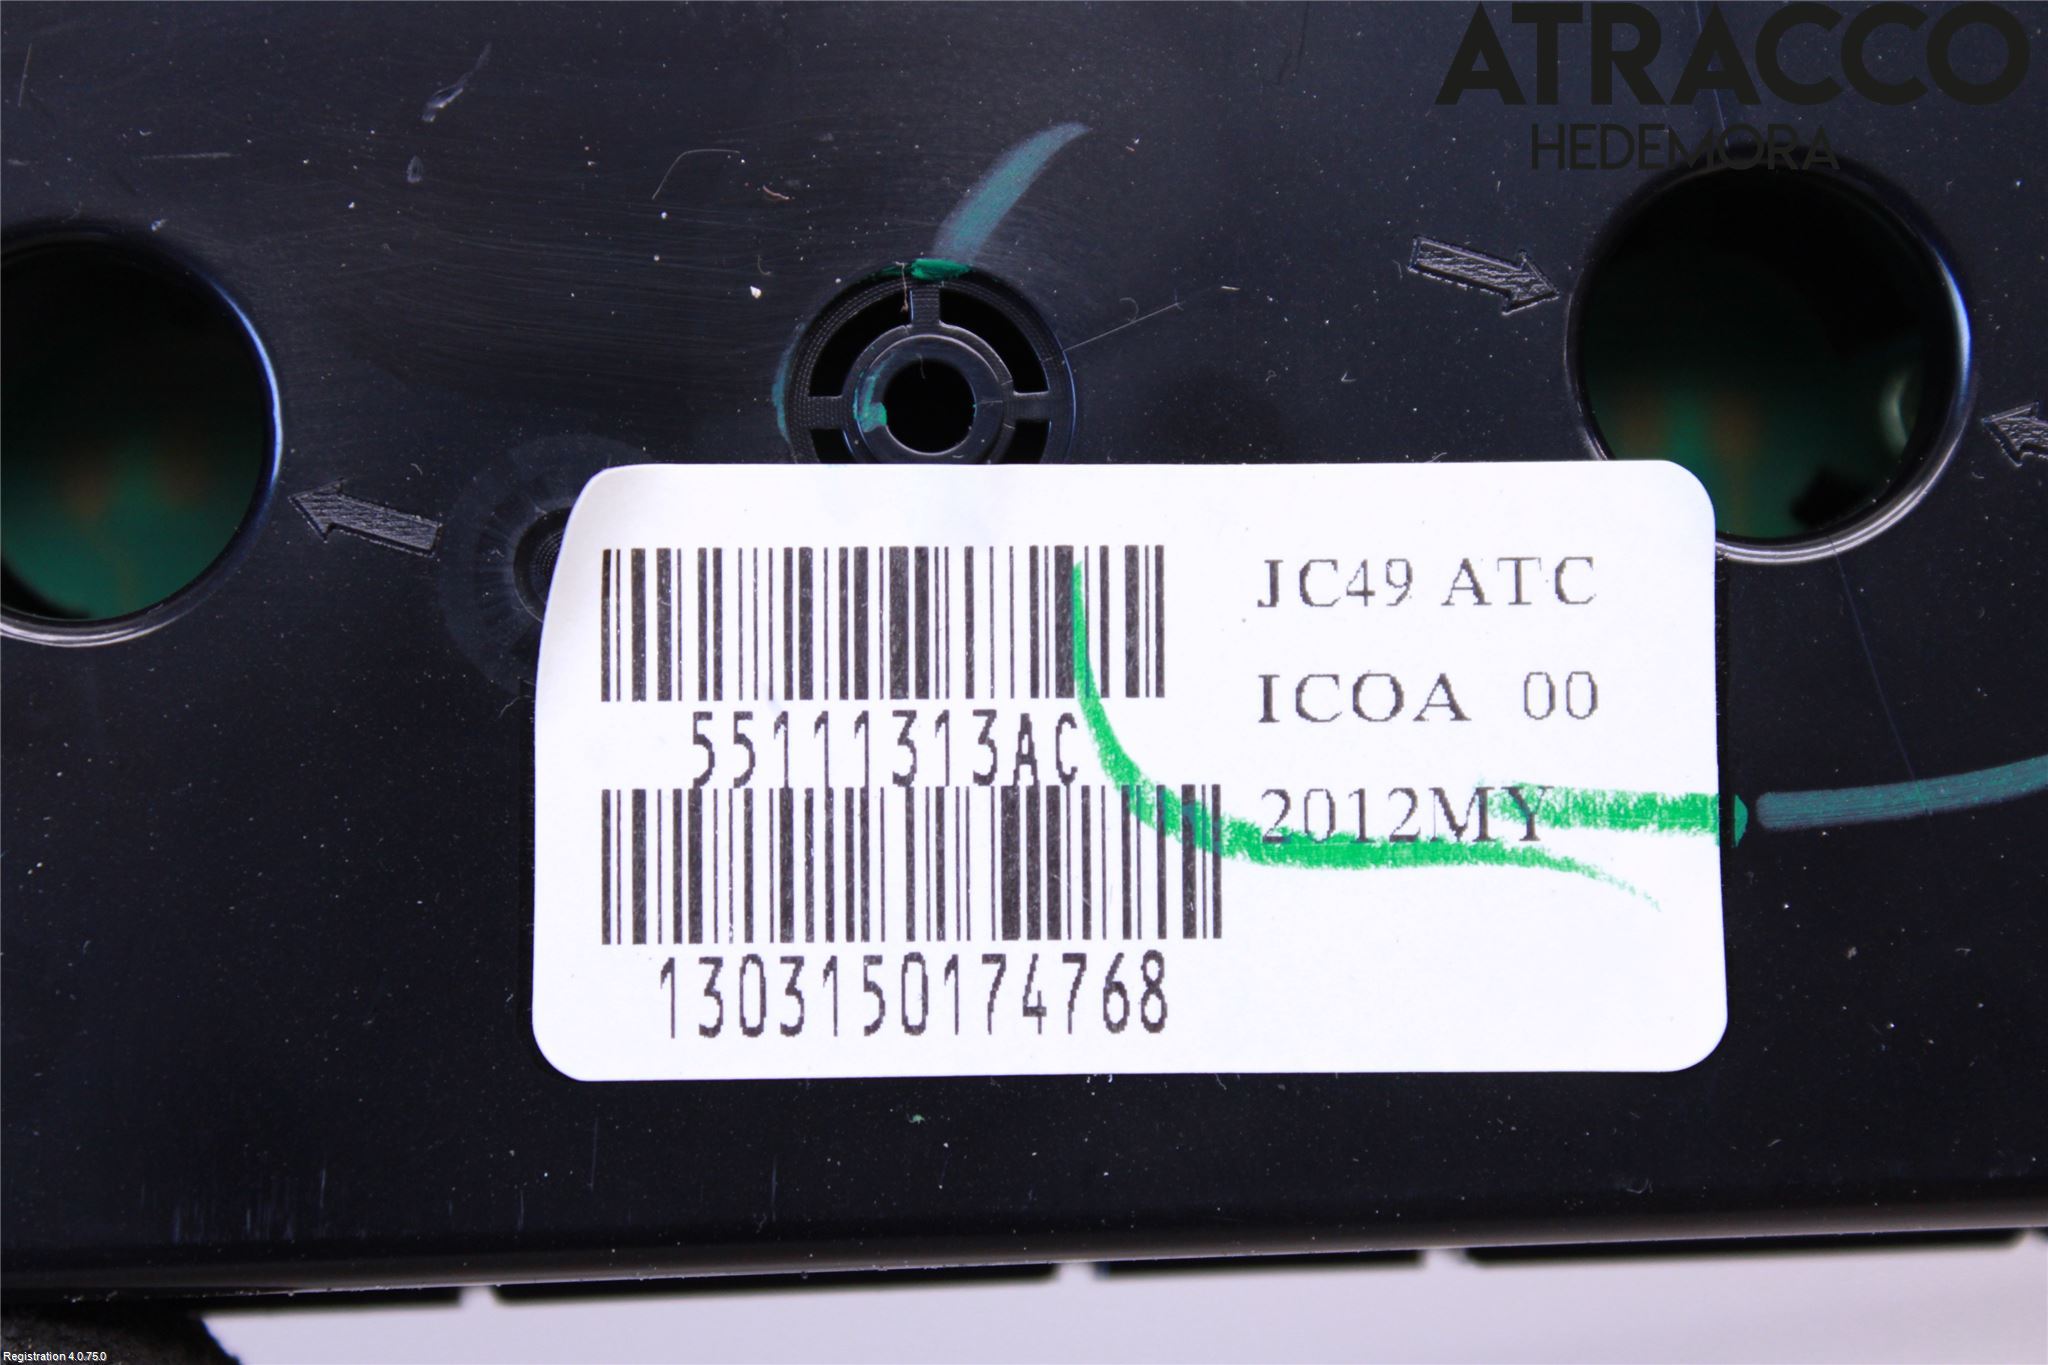 ATRACCO
HEDEMORA
JC49 ATC
ICOA 00
55111313AC
2012MY
1303150174768
Registration 4.0.75.0